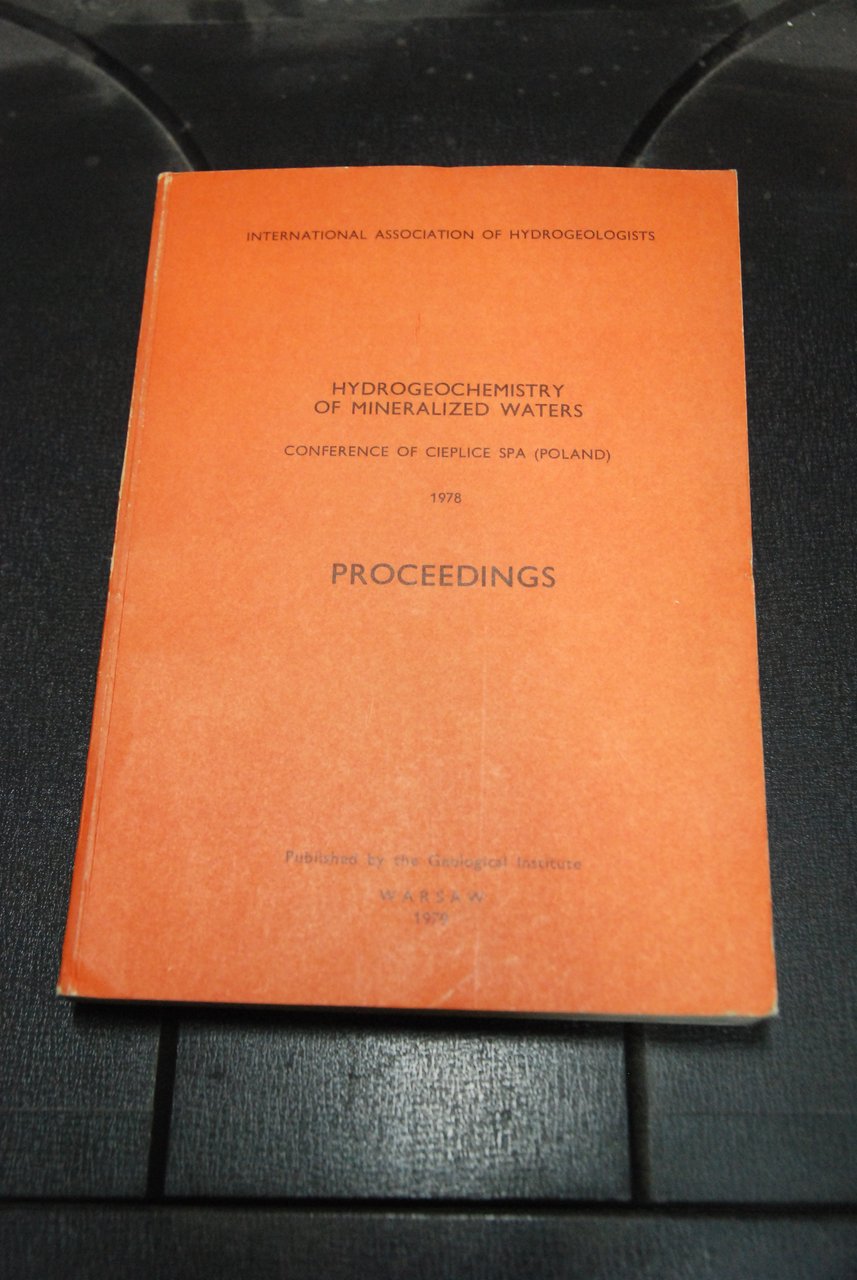 INTERNATIONAL ASSOCIATION OF HYDROGEOLOGISTS
HYDROGEOCHEMISTRY
OF MINERALIZED WATERS
CONFERENCE OF CIEPLICE SPA (POLAND)
1978
PROCEEDINGS
Published by the Geological Institute
WARSAW
1979